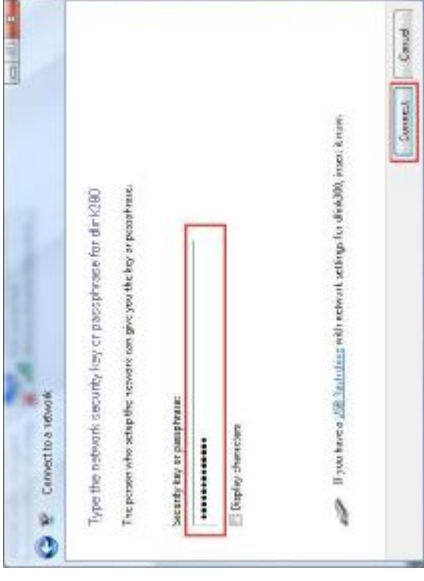 Connect to a network
Type the network security key or passphrase for dlink280
The person who setup the network can give you the key or passphrase.
Security key or passphrase:
●●●●●●●●●●●●●
Display characters
If you have a USB flash drive with network settings for dlink300, insert it now.
Connect
Cancel